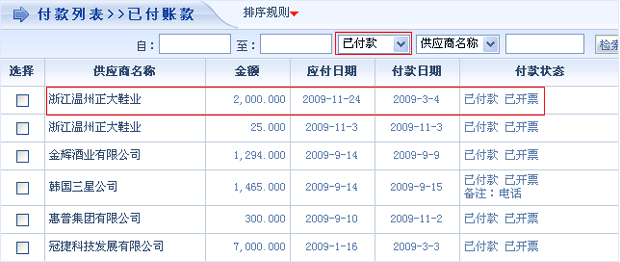 付款列表>>已付账款 排序规则
自： 至： 已付款 供应商名称 检索
选择 供应商名称 金额 应付日期 付款日期 付款状态
浙江温州正大鞋业 2,000.000 2009-11-24 2009-3-4 已付款 已开票
浙江温州正大鞋业 25.000 2009-11-3 2009-11-3 已付款 已开票
金辉酒业有限公司 1,294.000 2009-9-14 2009-9-9 已付款 已开票
韩国三星公司 1,465.000 2009-9-14 2009-9-15 已付款 已开票
备注：电话
惠普集团有限公司 300.000 2009-9-10 2009-11-2 已付款 已开票
冠捷科技发展有限公司 7,000.000 2009-1-16 2009-3-3 已付款 已开票